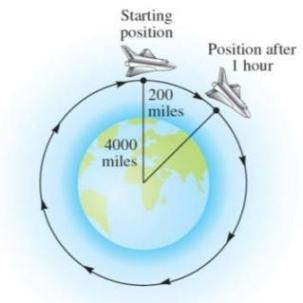 Starting
position
Position after
1 hour
200
miles
4000
miles